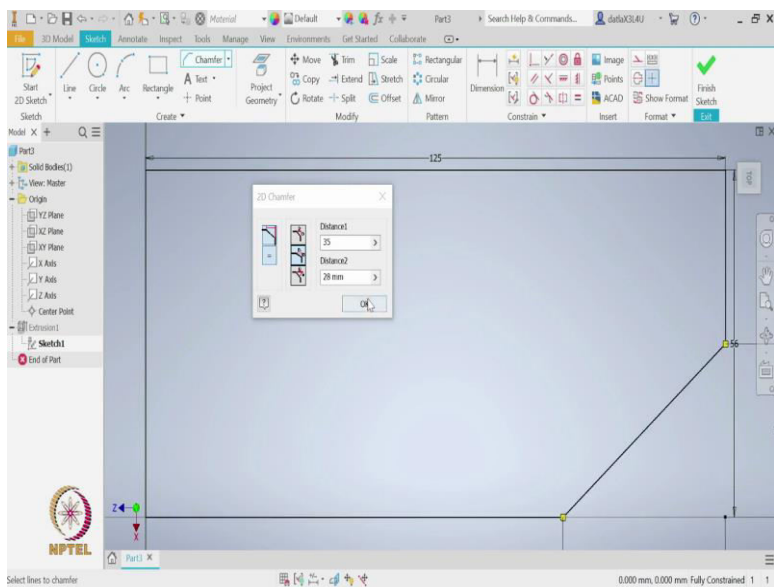 Material
Default
Part3
Search Help & Commands...
datlaX3L4U
File 3D Model Sketch Annotate Inspect Tools Manage View Environments Get Started Collaborate
Start
2D Sketch
Line
Circle
Arc
Rectangle
Chamfer
Text
Point
Project
Geometry
Move
Copy
Rotate
Trim
Extend
Split
Scale
Stretch
Offset
Rectangular
Circular
Mirror
Dimension
Image
Points
ACAD
Show Format
Finish
Sketch
Sketch
Create
Modify
Pattern
Constrain
Insert
Format
Exit
Model
Part3
Solid Bodies(1)
View: Master
Origin
YZ Plane
XZ Plane
XY Plane
X Axis
Y Axis
Z Axis
Center Point
Extrusion1
Sketch1
End of Part
125
TOP
2D Chamfer
Distance1
35
Distance2
28 mm
OK
=
56
Z
X
NPTEL
Part3
Select lines to chamfer
0.000 mm, 0.000 mm Fully Constrained 1 1